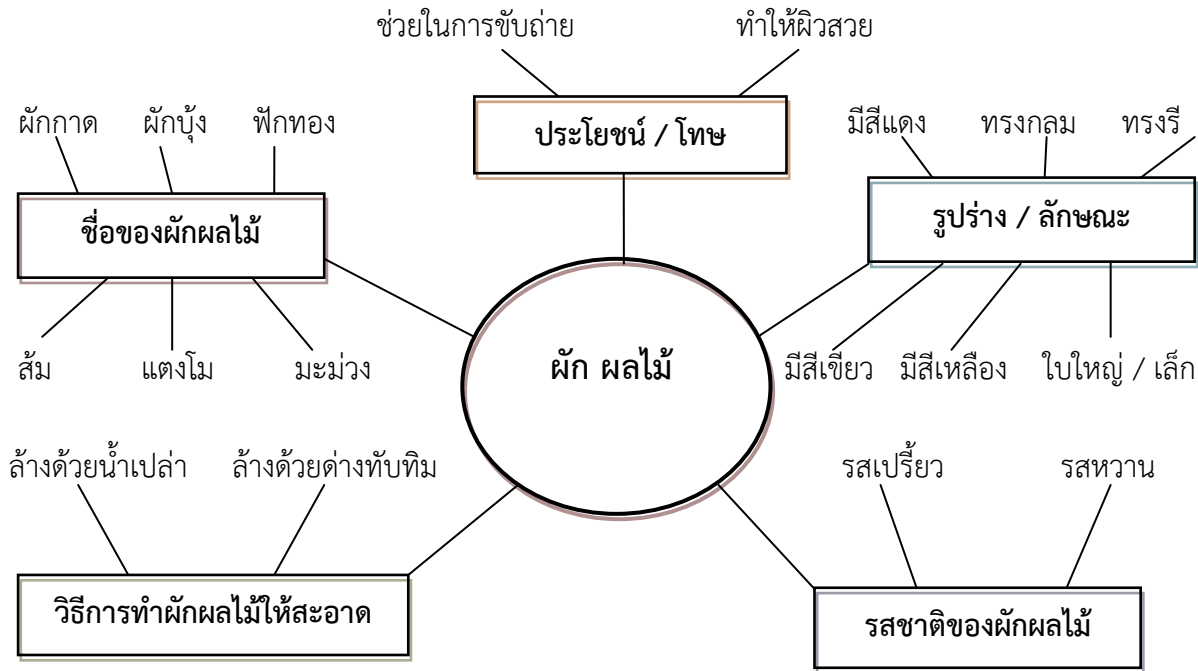 ช่วยในการขับถ่าย ทำให้ผิวสวย
ประโยชน์ / โทษ
ผักกาด ผักบุ้ง ฟักทอง
ชื่อของผักผลไม้
ส้ม แตงโม มะม่วง
มีสีแดง ทรงกลม ทรงรี
รูปร่าง / ลักษณะ
มีสีเขียว มีสีเหลือง ใบใหญ่ / เล็ก
ผัก ผลไม้
ล้างด้วยน้ำเปล่า ล้างด้วยด่างทับทิม
วิธีการทำผักผลไม้ให้สะอาด
รสเปรี้ยว รสหวาน
รสชาติของผักผลไม้